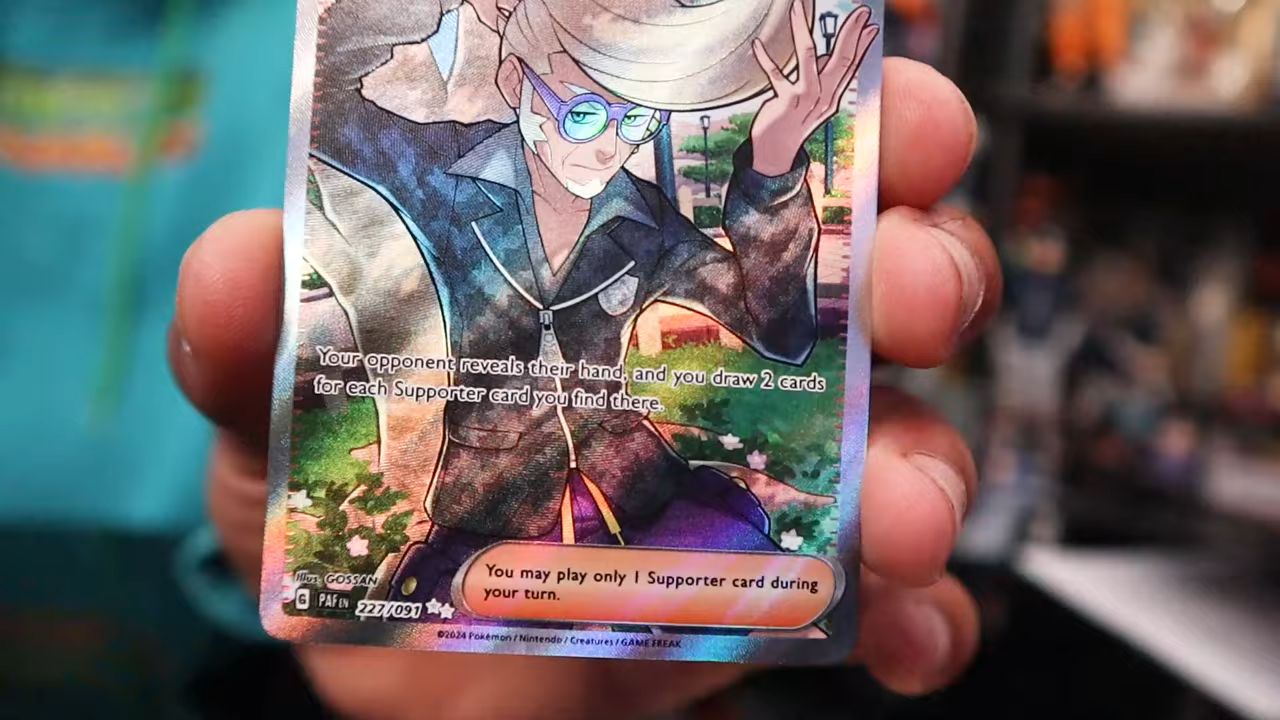 Your opponent reveals their hand, and you draw 2 cards
for each Supporter card you find there.
You may play only 1 Supporter card during
your turn.
Illus. GOSSAN
G PAF EN 227/091
©2024 Pokémon / Nintendo / Creatures / GAME FREAK